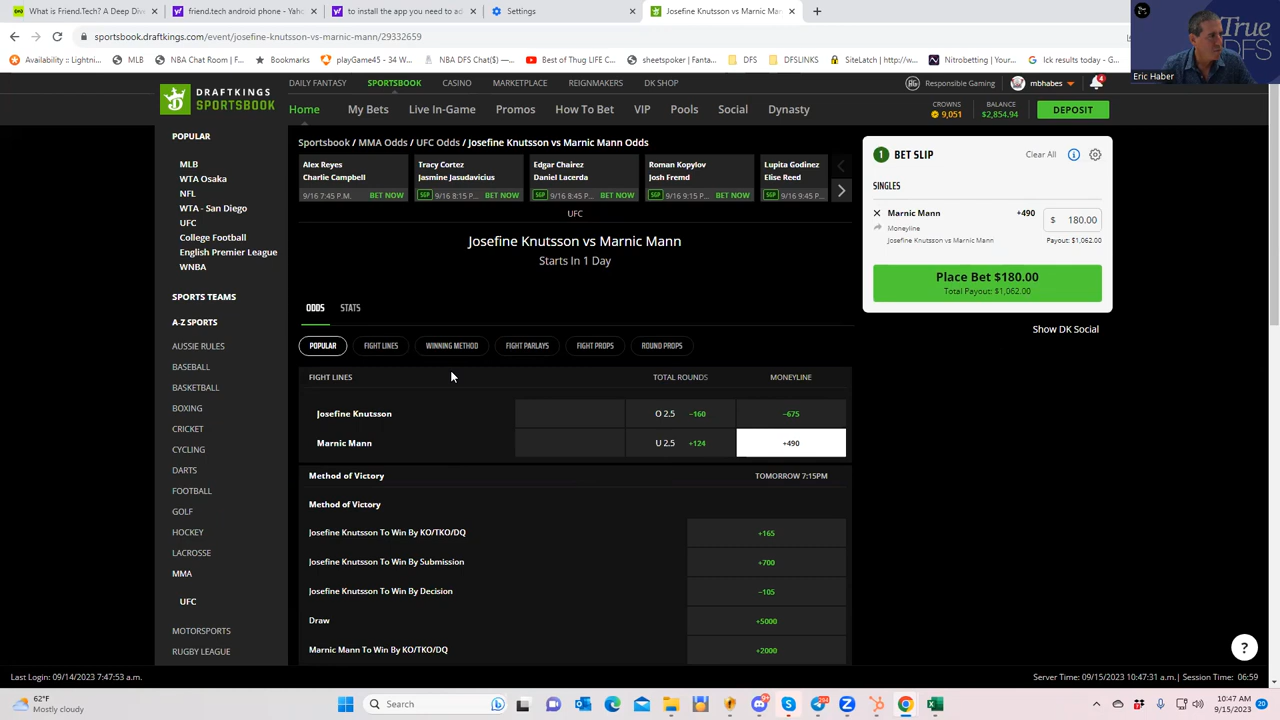 What is Friend.Tech? A Deep Dive
friend.tech android phone - Yaho
to install the app you need to ad
Settings
Josefine Knutsson vs Marnic Man
sportsbook.draftkings.com/event/josefine-knutsson-vs-marnic-mann/29332659
Availability :: Lightni...
MLB
NBA Chat Room ( F...
Bookmarks
playGame45 - 34 W...
NBA DFS Chat($) —...
Best of Thug LIFE C...
sheetspoker | Fanta...
DFS
DFSLINKS
SiteLatch | http://w...
Nitrobetting | Your...
Ick results today - G...
True
DFS
Eric Haber
DRAFTKINGS
SPORTSBOOK
DAILY FANTASY
SPORTSBOOK
CASINO
MARKETPLACE
REIGNMAKERS
DK SHOP
RG
Responsible Gaming
mbhabes
4
Home
My Bets
Live In-Game
Promos
How To Bet
VIP
Pools
Social
Dynasty
CROWNS
9,051
BALANCE
$2,854.94
DEPOSIT
POPULAR
MLB
WTA Osaka
NFL
WTA - San Diego
UFC
College Football
English Premier League
WNBA
SPORTS TEAMS
A-Z SPORTS
AUSSIE RULES
BASEBALL
BASKETBALL
BOXING
CRICKET
CYCLING
DARTS
FOOTBALL
GOLF
HOCKEY
LACROSSE
MMA
UFC
MOTORSPORTS
RUGBY LEAGUE
Sportsbook / MMA Odds / UFC Odds / Josefine Knutsson vs Marnic Mann Odds
Alex Reyes
Charlie Campbell
9/16 7:45 P.M.
BET NOW
Tracy Cortez
Jasmine Jasudavicius
SGP
9/16 8:15 P...
BET NOW
Edgar Chairez
Daniel Lacerda
SGP
9/16 8:45 P...
BET NOW
Roman Kopylov
Josh Fremd
SGP
9/16 9:15 P...
BET NOW
Lupita Godinez
Elise Reed
SGP
9/16 9:45 P
UFC
Josefine Knutsson vs Marnic Mann
Starts In 1 Day
ODDS
STATS
POPULAR
FIGHT LINES
WINNING METHOD
FIGHT PARLAYS
FIGHT PROPS
ROUND PROPS
FIGHT LINES
TOTAL ROUNDS
MONEYLINE
Josefine Knutsson
O 2.5 −160
−675
Marnic Mann
U 2.5 +124
+490
Method of Victory
TOMORROW 7:15PM
Method of Victory
Josefine Knutsson To Win By KO/TKO/DQ
+165
Josefine Knutsson To Win By Submission
+700
Josefine Knutsson To Win By Decision
−105
Draw
+5000
Marnic Mann To Win By KO/TKO/DQ
+2000
1
BET SLIP
Clear All
SINGLES
Marnic Mann
+490
$ 180.00
Moneyline
Josefine Knutsson vs Marnic Mann
Payout: $1,062.00
Place Bet $180.00
Total Payout: $1,062.00
Show DK Social
?
Last Login: 09/14/2023 7:47:53 a.m.
Server Time: 09/15/2023 10:47:31 a.m.| Session Time: 06:59
62°F
Mostly cloudy
Search
10:47 AM
9/15/2023
20